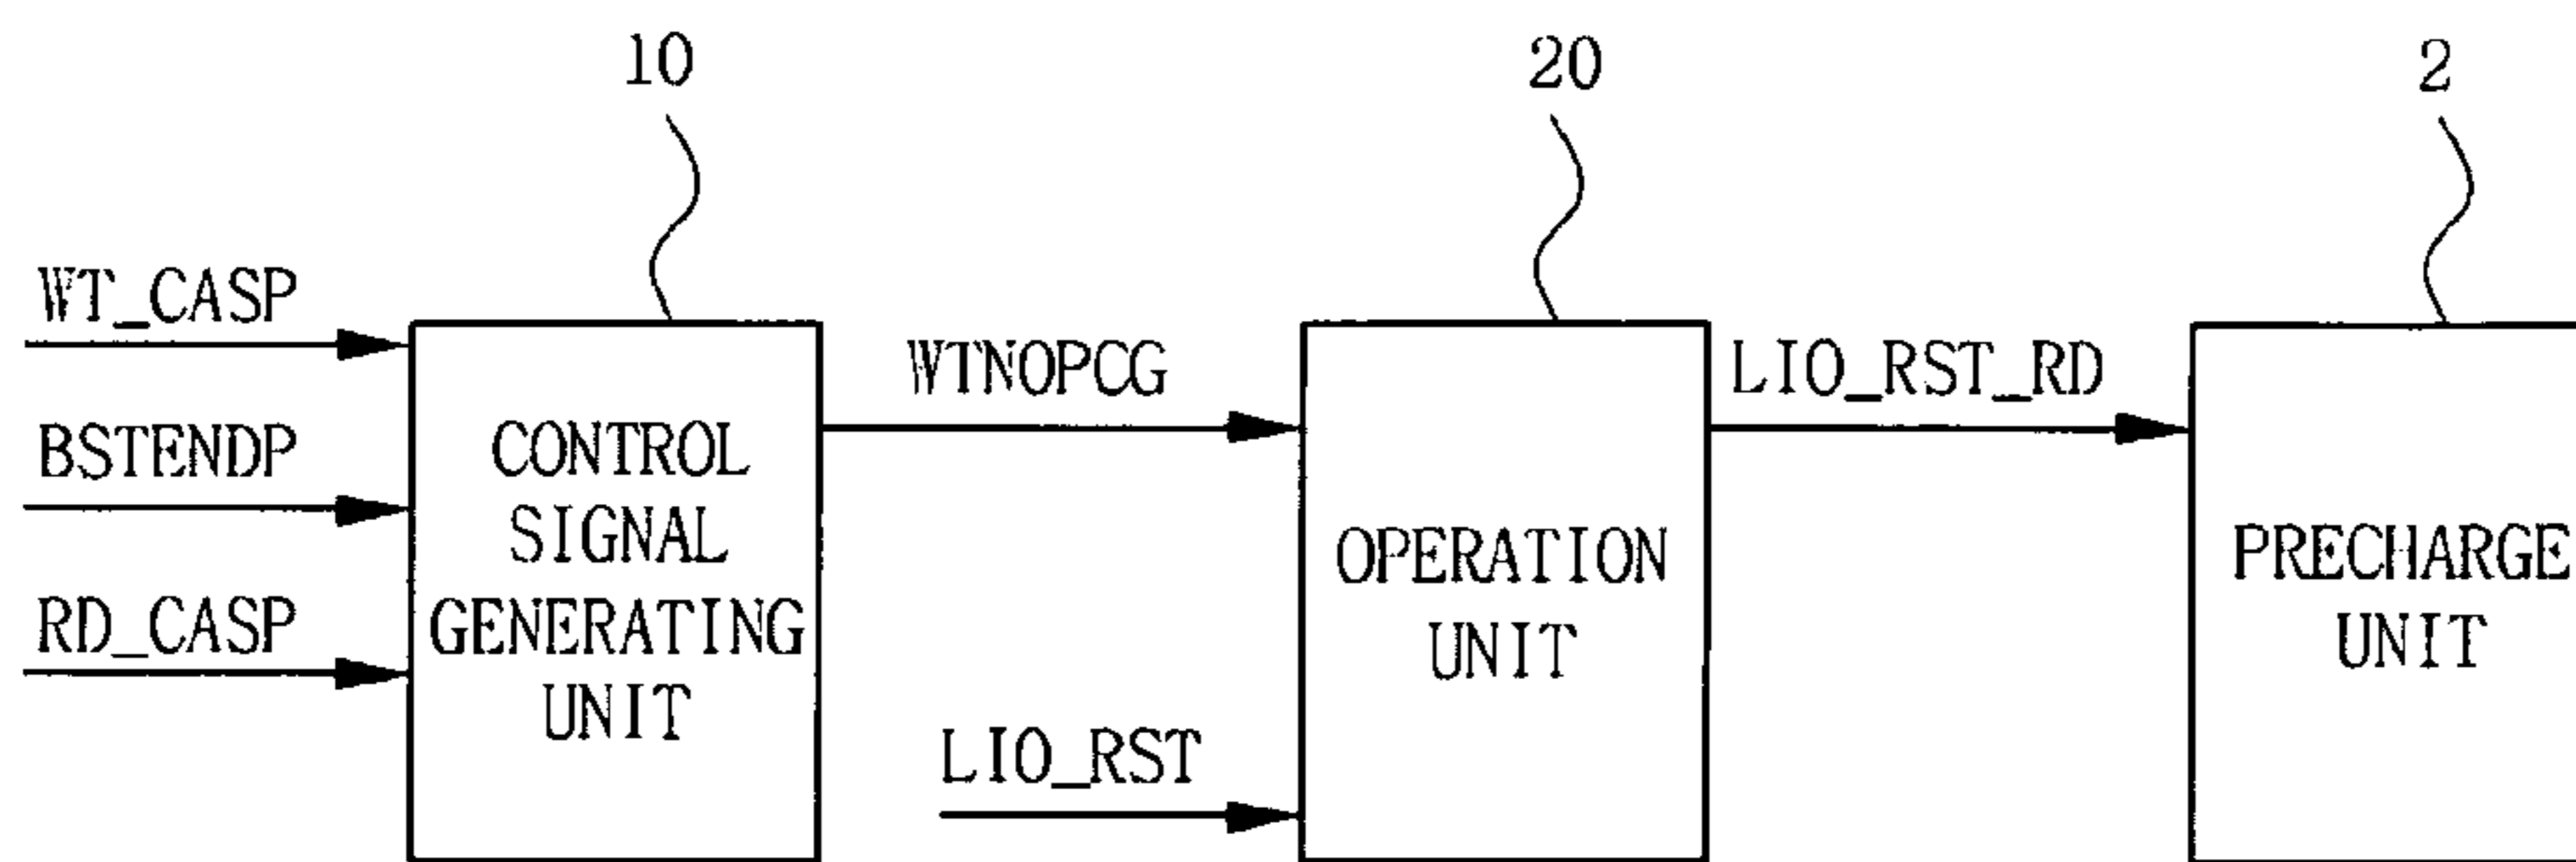 10
20
2
WT_CASP
BSTENDP
RD_CASP
CONTROL
SIGNAL
GENERATING
UNIT
WTNOPCG
LIO_RST
OPERATION
UNIT
LIO_RST_RD
PRECHARGE
UNIT